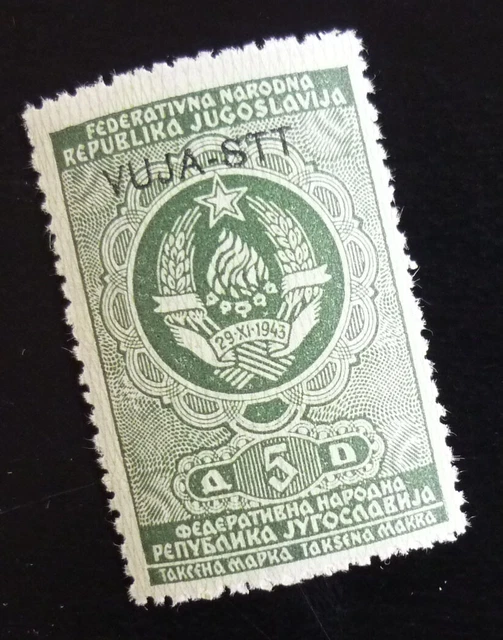 FEDERATIVNA NARODNA
REPUBLIKA JUGOSLAVIJA
VUJA-STT
29·XI·1943
Д 5 D
ФЕДЕРАТИВНА НАРОДНА
РЕПУБЛИКА ЈУГОСЛАВИЈА
ТАКСЕНА МАРКА TAKSENA MARKA